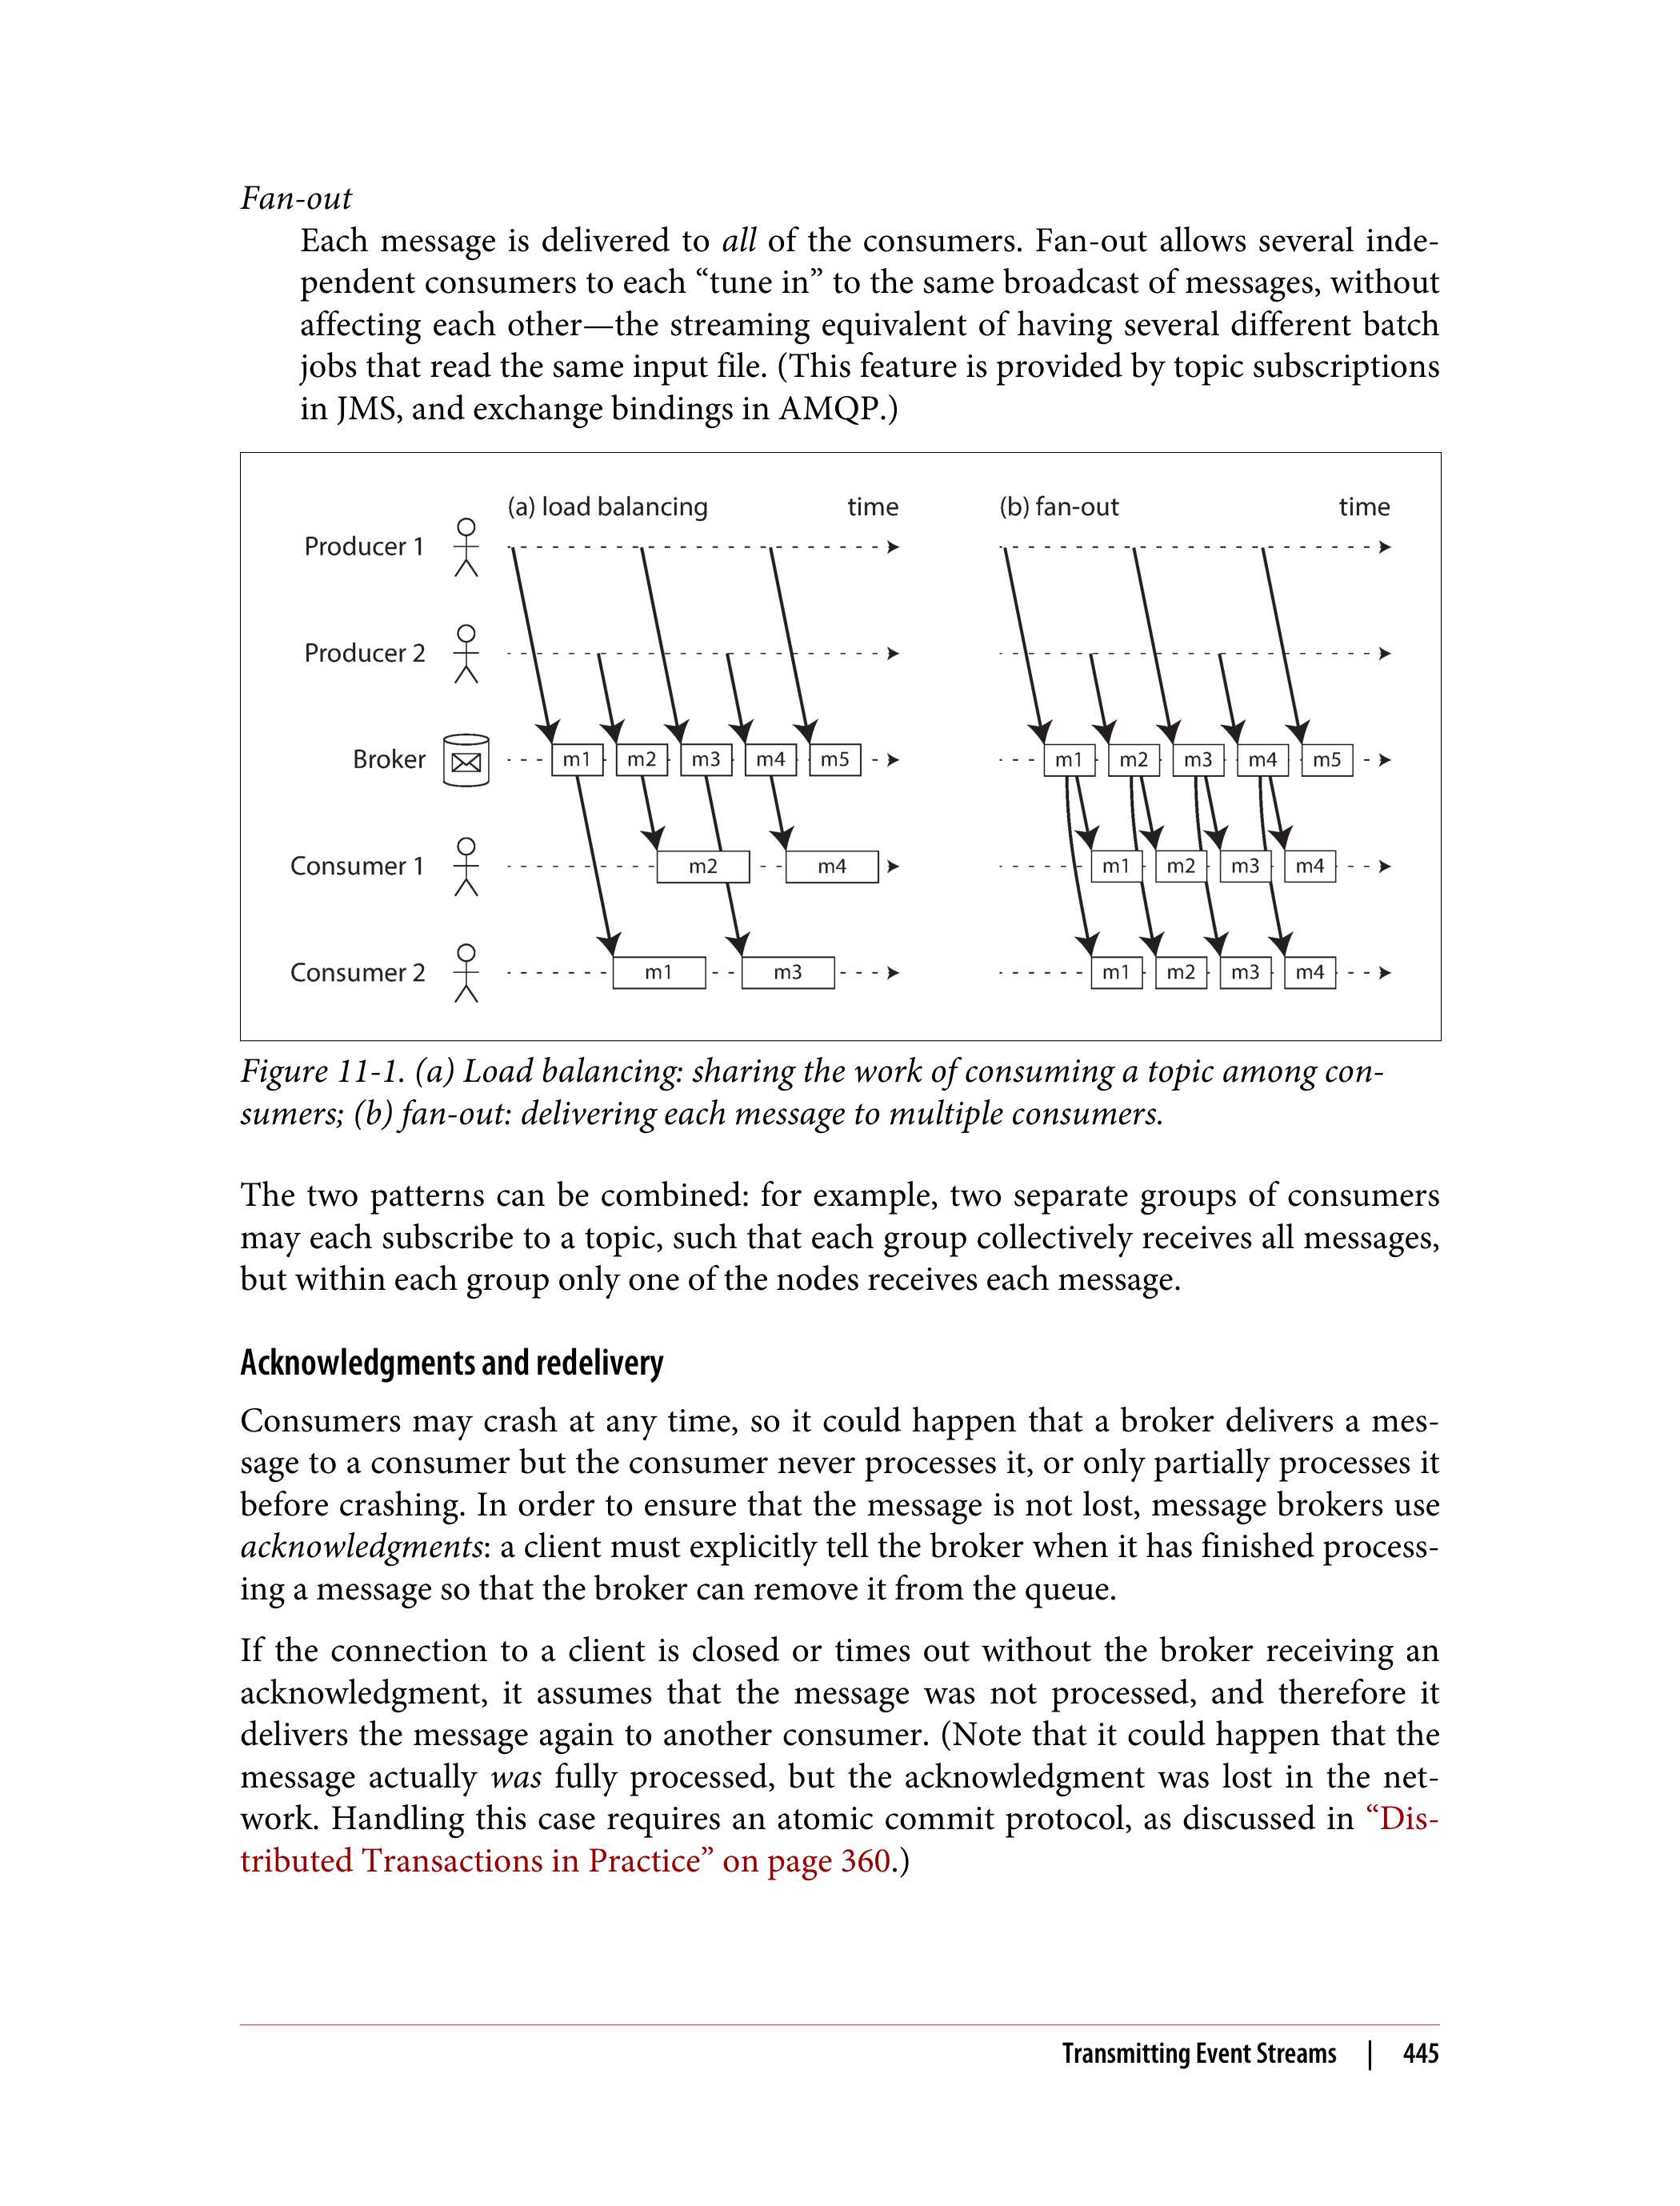 Fan-out
Each message is delivered to all of the consumers. Fan-out allows several inde-
pendent consumers to each “tune in” to the same broadcast of messages, without
affecting each other—the streaming equivalent of having several different batch
jobs that read the same input file. (This feature is provided by topic subscriptions
in JMS, and exchange bindings in AMQP.)
(a) load balancing time (b) fan-out time
Producer 1
Producer 2
Broker m1 m2 m3 m4 m5 m1 m2 m3 m4 m5
Consumer 1 m2 m4 m1 m2 m3 m4
Consumer 2 m1 m3 m1 m2 m3 m4
Figure 11-1. (a) Load balancing: sharing the work of consuming a topic among con-
sumers; (b) fan-out: delivering each message to multiple consumers.
The two patterns can be combined: for example, two separate groups of consumers
may each subscribe to a topic, such that each group collectively receives all messages,
but within each group only one of the nodes receives each message.
Acknowledgments and redelivery
Consumers may crash at any time, so it could happen that a broker delivers a mes-
sage to a consumer but the consumer never processes it, or only partially processes it
before crashing. In order to ensure that the message is not lost, message brokers use
acknowledgments: a client must explicitly tell the broker when it has finished process-
ing a message so that the broker can remove it from the queue.
If the connection to a client is closed or times out without the broker receiving an
acknowledgment, it assumes that the message was not processed, and therefore it
delivers the message again to another consumer. (Note that it could happen that the
message actually was fully processed, but the acknowledgment was lost in the net-
work. Handling this case requires an atomic commit protocol, as discussed in “Dis-
tributed Transactions in Practice” on page 360.)
Transmitting Event Streams | 445